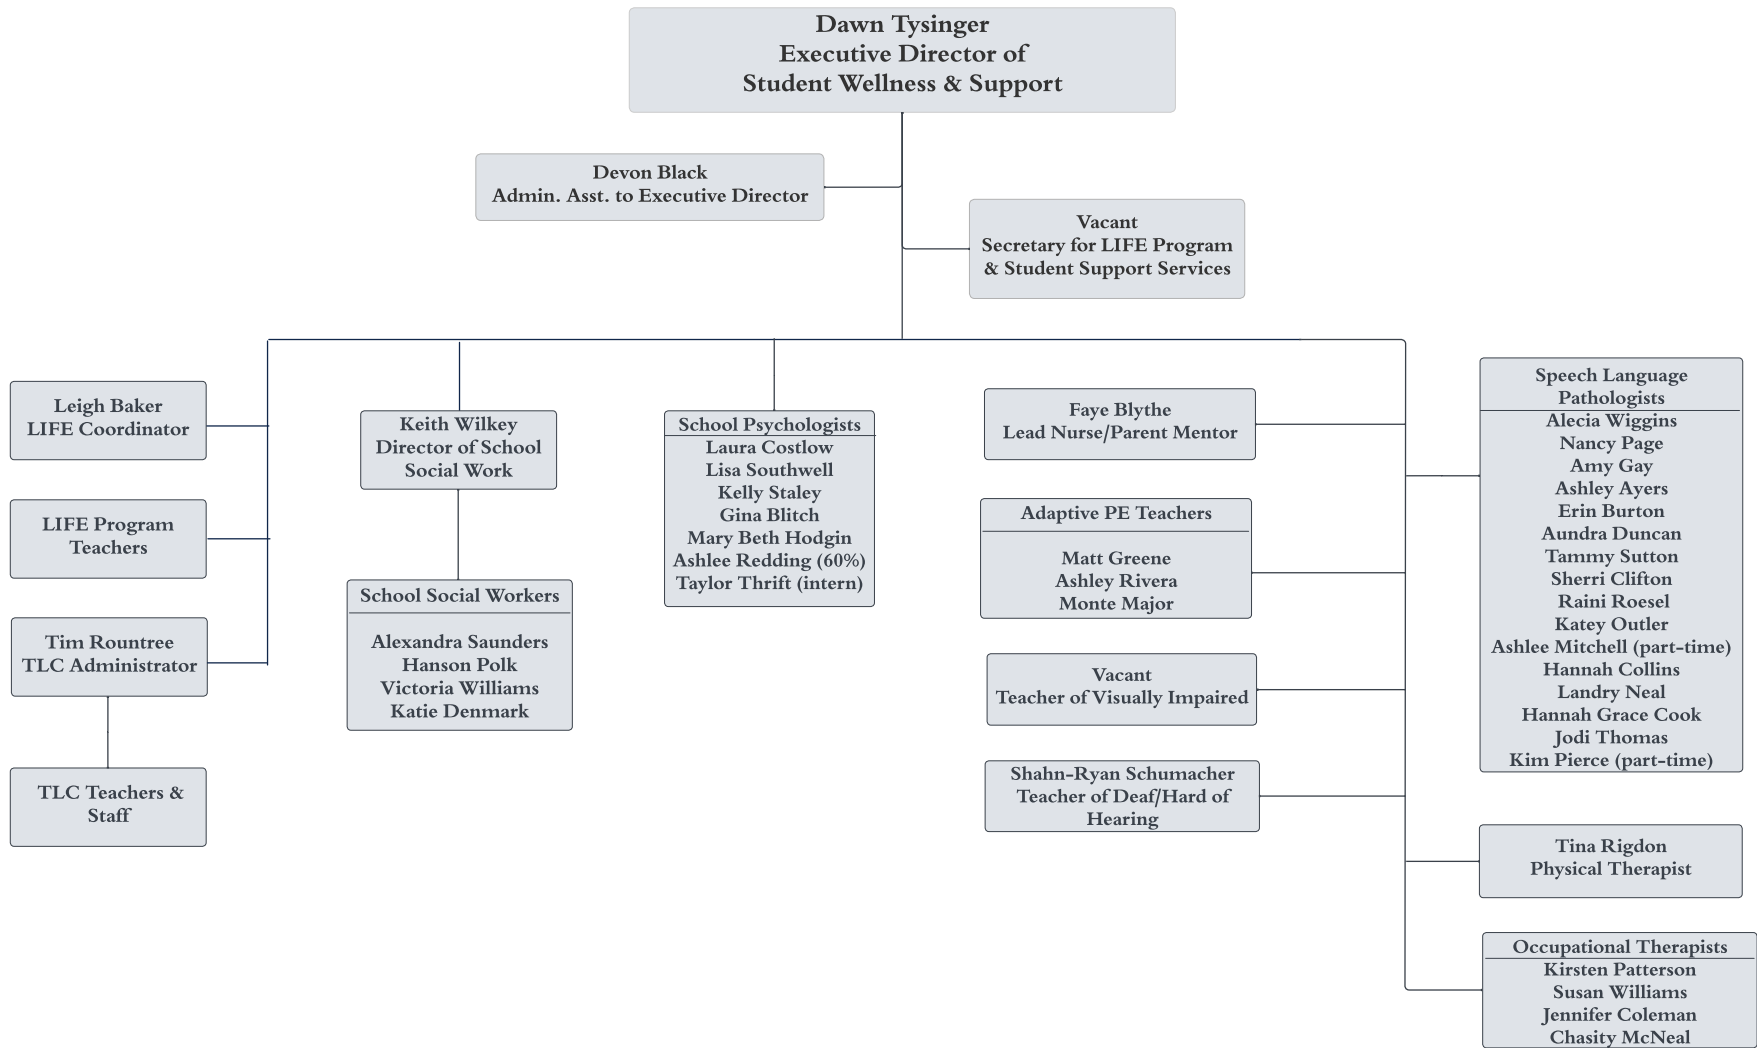 Dawn Tysinger
Executive Director of
Student Wellness & Support
Devon Black
Admin. Asst. to Executive Director
Vacant
Secretary for LIFE Program
& Student Support Services
Leigh Baker
LIFE Coordinator
LIFE Program
Teachers
Tim Rountree
TLC Administrator
TLC Teachers &
Staff
Keith Wilkey
Director of School
Social Work
School Social Workers
Alexandra Saunders
Hanson Polk
Victoria Williams
Katie Denmark
School Psychologists
Laura Costlow
Lisa Southwell
Kelly Staley
Gina Blitch
Mary Beth Hodgin
Ashlee Redding (60%)
Taylor Thrift (intern)
Faye Blythe
Lead Nurse/Parent Mentor
Adaptive PE Teachers
Matt Greene
Ashley Rivera
Monte Major
Vacant
Teacher of Visually Impaired
Shahn-Ryan Schumacher
Teacher of Deaf/Hard of
Hearing
Speech Language
Pathologists
Alecia Wiggins
Nancy Page
Amy Gay
Ashley Ayers
Erin Burton
Aundra Duncan
Tammy Sutton
Sherri Clifton
Raini Roesel
Katey Outler
Ashlee Mitchell (part-time)
Hannah Collins
Landry Neal
Hannah Grace Cook
Jodi Thomas
Kim Pierce (part-time)
Tina Rigdon
Physical Therapist
Occupational Therapists
Kirsten Patterson
Susan Williams
Jennifer Coleman
Chasity McNeal